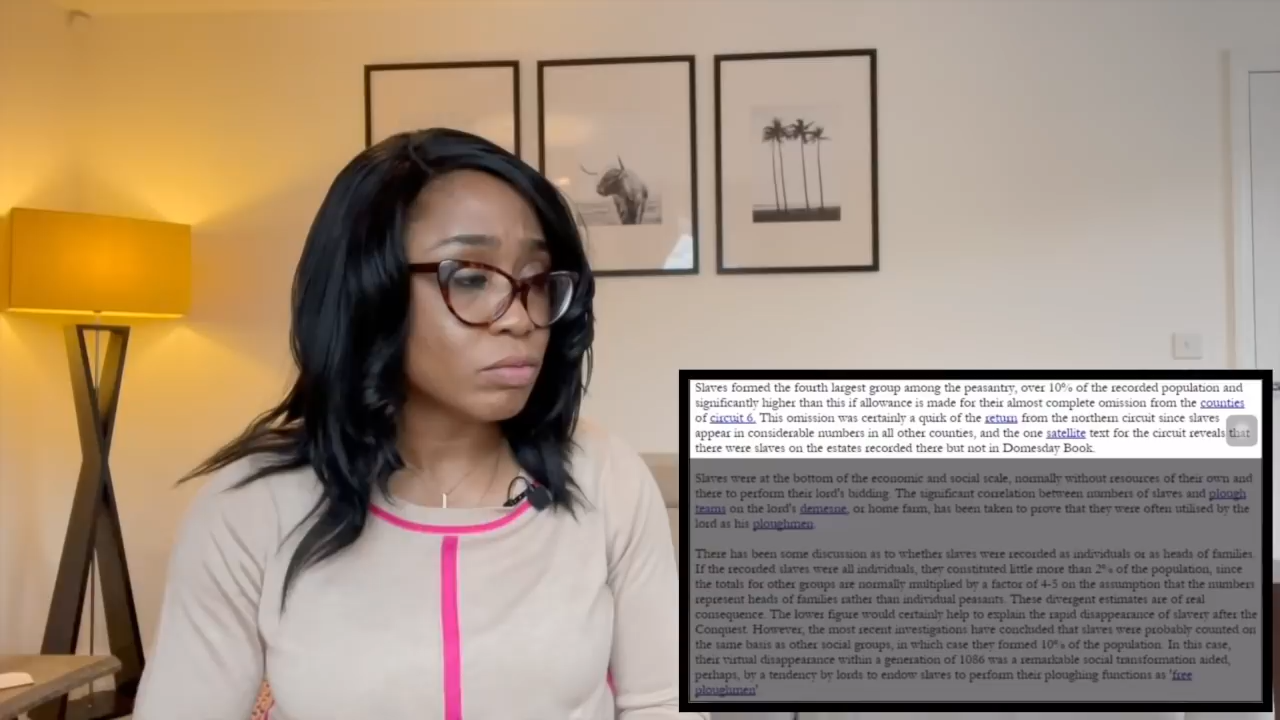 Slaves formed the fourth largest group among the peasantry, over 10% of the recorded population and
significantly higher than this if allowance is made for their almost complete omission from the counties
of circuit 6. This omission was certainly a quirk of the return from the northern circuit since slaves
appear in considerable numbers in all other counties, and the one satellite text for the circuit reveals that
there were slaves on the estates recorded there but not in Domesday Book.
Slaves were at the bottom of the economic and social scale, normally without resources of their own and
there to perform their lord's bidding. The significant correlation between numbers of slaves and plough
teams on the lord's demesne, or home farm, has been taken to prove that they were often utilised by the
lord as his ploughmen.
There has been some discussion as to whether slaves were recorded as individuals or as heads of families.
If the recorded slaves were all individuals, they constituted little more than 2% of the population, since
the totals for other groups are normally multiplied by a factor of 4-5 on the assumption that the numbers
represent heads of families rather than individual peasants. These divergent estimates are of real
consequence. The lower figure would certainly help to explain the rapid disappearance of slavery after the
Conquest. However, the most recent investigations have concluded that slaves were probably counted on
the same basis as other social groups, in which case they formed 10% of the population. In this case,
their virtual disappearance within a generation of 1086 was a remarkable social transformation aided,
perhaps, by a tendency by lords to endow slaves to perform their ploughing functions as 'free
ploughmen'